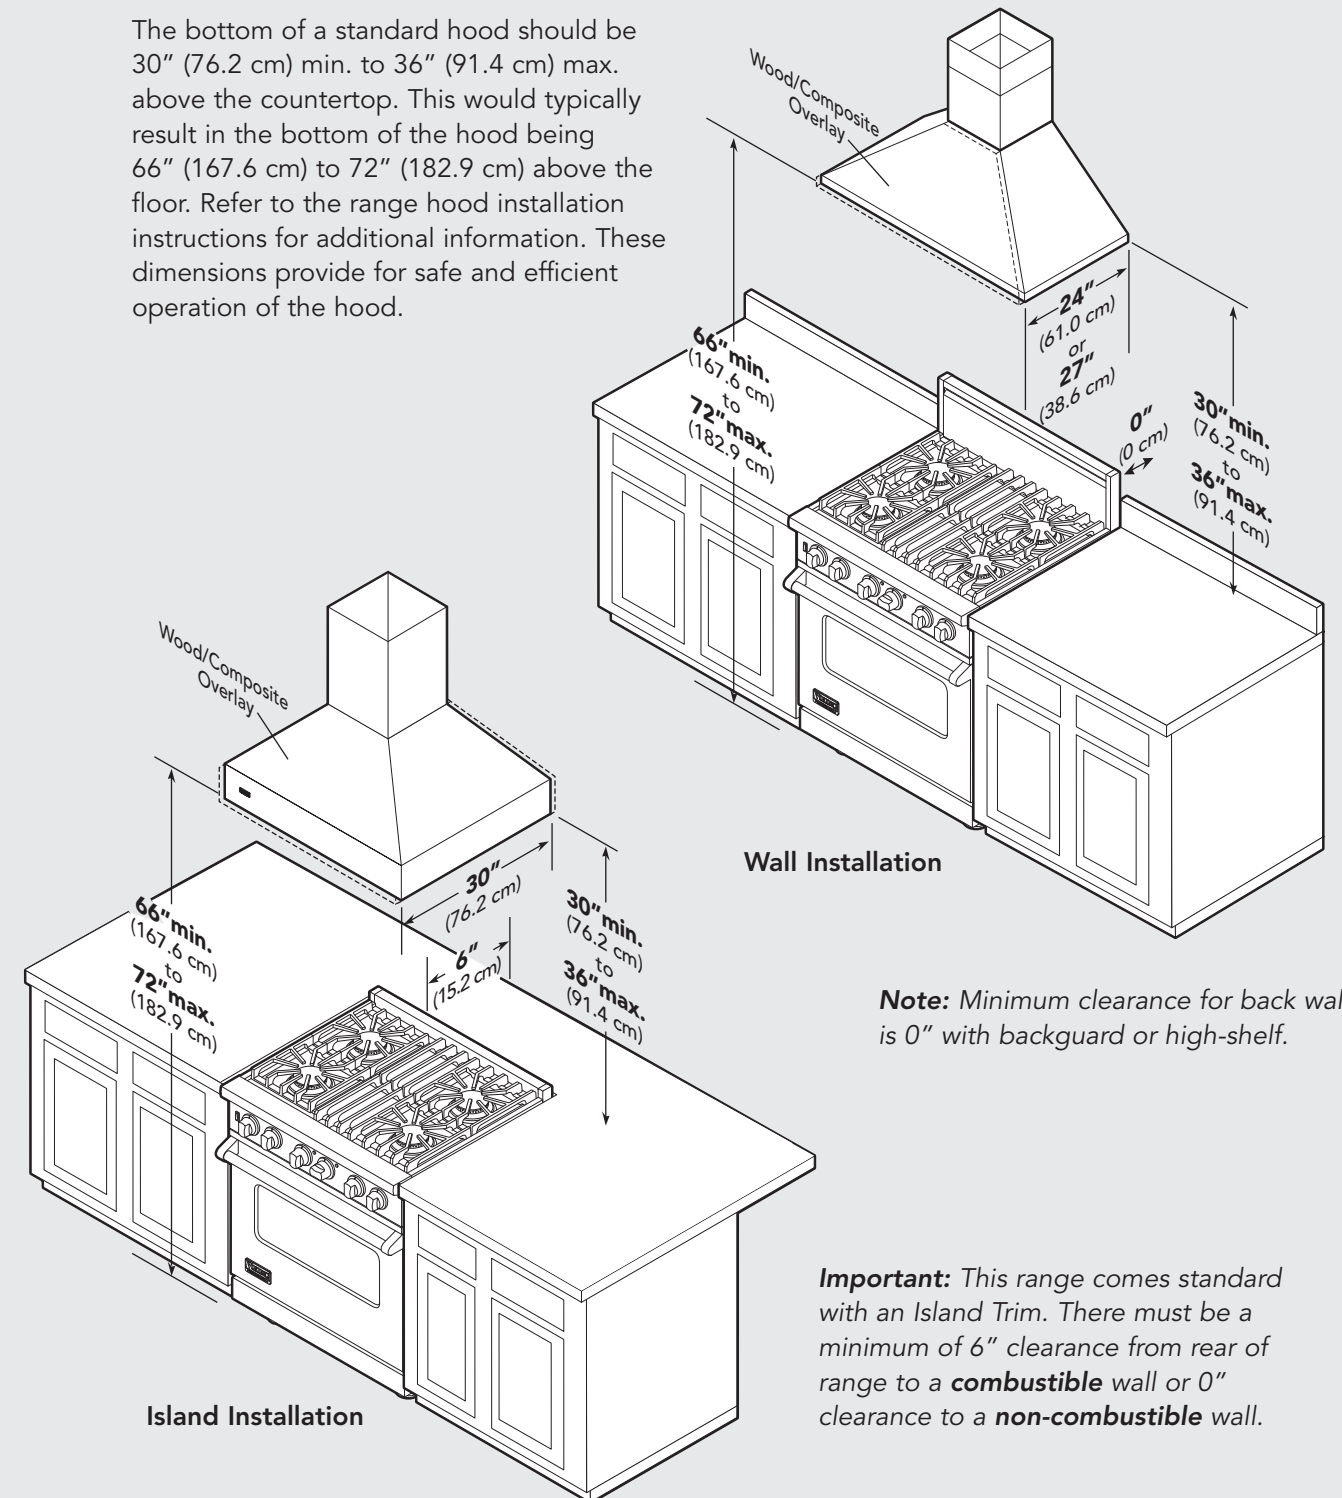 The bottom of a standard hood should be
30" (76.2 cm) min. to 36" (91.4 cm) max.
above the countertop. This would typically
result in the bottom of the hood being
66" (167.6 cm) to 72" (182.9 cm) above the
floor. Refer to the range hood installation
instructions for additional information. These
dimensions provide for safe and efficient
operation of the hood.
Wood/Composite
Overlay
66" min.
(167.6 cm)
to
72" max.
(182.9 cm)
24"
(61.0 cm)
or
27"
(38.6 cm)
0"
(0 cm)
30" min.
(76.2 cm)
to
36" max.
(91.4 cm)
Wall Installation
Wood/Composite
Overlay
66" min.
(167.6 cm)
to
72" max.
(182.9 cm)
30"
(76.2 cm)
6"
(15.2 cm)
30" min.
(76.2 cm)
to
36" max.
(91.4 cm)
Island Installation
Note: Minimum clearance for back wal
is 0" with backguard or high-shelf.
Important: This range comes standard
with an Island Trim. There must be a
minimum of 6" clearance from rear of
range to a combustible wall or 0"
clearance to a non-combustible wall.